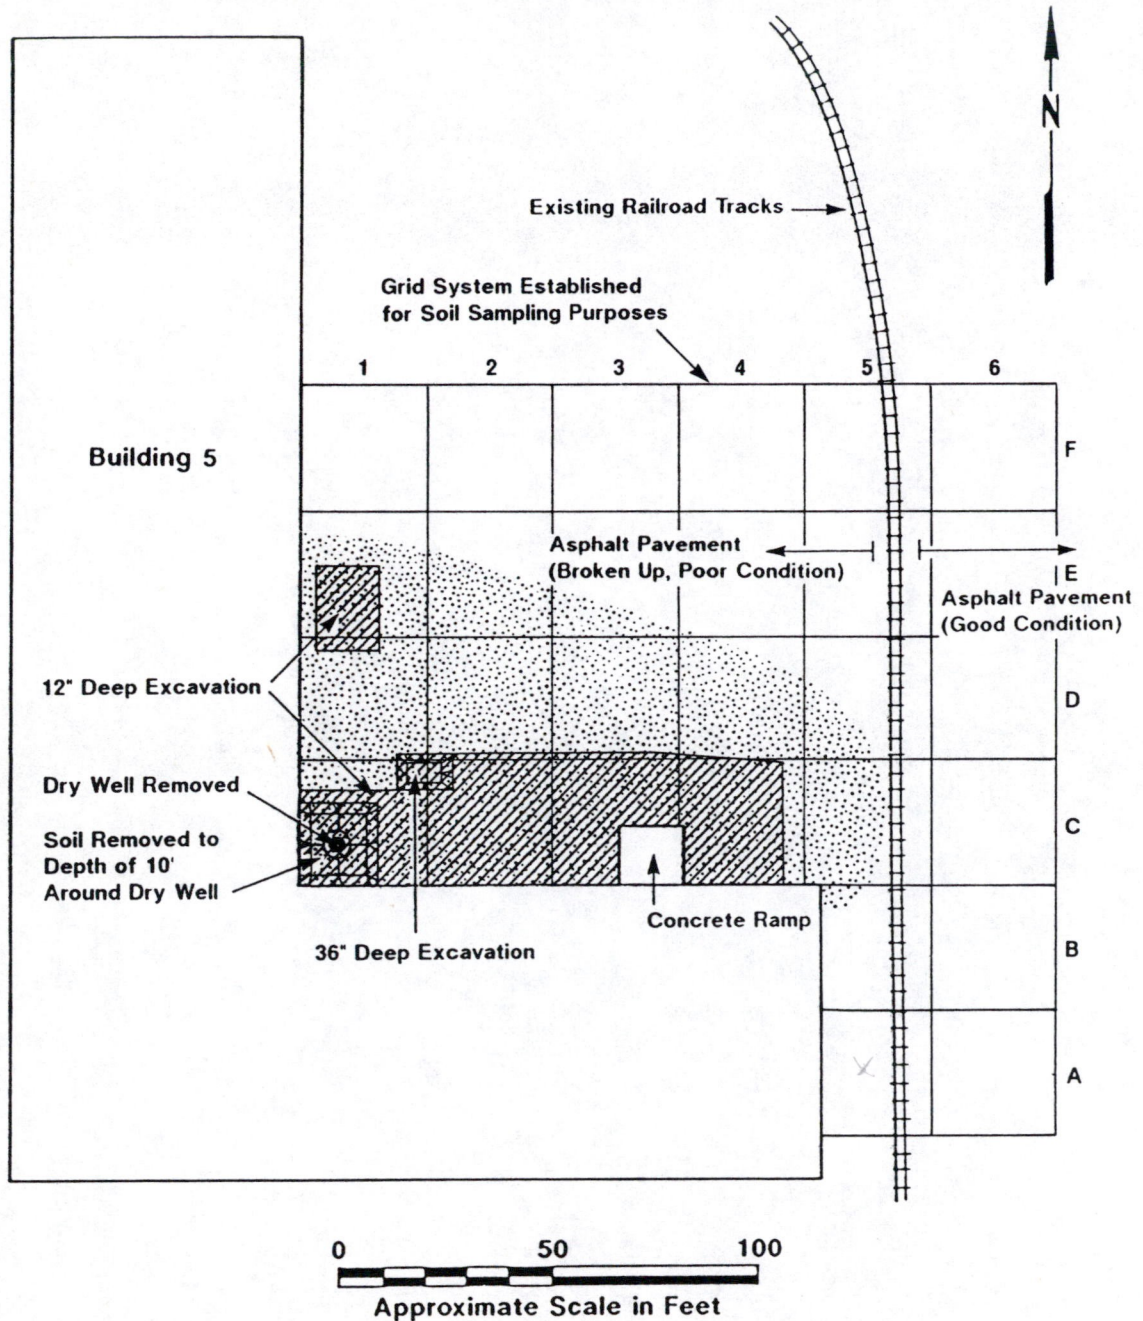 N
Existing Railroad Tracks
Grid System Established
for Soil Sampling Purposes
1 2 3 4 5 6
Building 5
F
Asphalt Pavement
(Broken Up, Poor Condition)
E
Asphalt Pavement
(Good Condition)
12" Deep Excavation
D
Dry Well Removed
Soil Removed to
Depth of 10'
Around Dry Well
C
Concrete Ramp
36" Deep Excavation
B
A
0 50 100
Approximate Scale in Feet